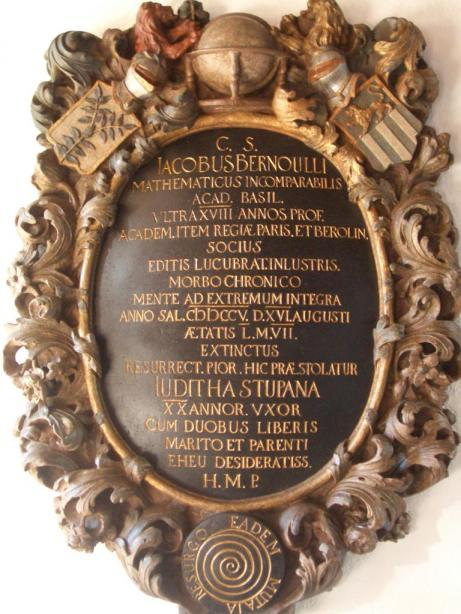 C. S.
IACOBUS BERNOULLI
MATHEMATICUS INCOMPARABILIS
ACAD. BASIL.
VLTRA XVIII ANNOS PROF.
ACADEM. ITEM REGIÆ PARIS. ET BEROLIN.
SOCIUS
EDITIS LUCUBRAT. INLUSTRIS.
MORBO CHRONICO
MENTE AD EXTREMUM INTEGRA
ANNO SAL. CIↃIↃCCV. D. XVI. AUGUSTI
ÆTATIS L. M. VII.
EXTINCTUS
RESURRECT. PIOR. HIC PRÆSTOLATUR
IUDITHA STUPANA
XX ANNOR. VXOR
CUM DUOBUS LIBERIS
MARITO ET PARENTI
EHEU DESIDERATISS.
H. M. P.
EADEM MUTATA RESURGO